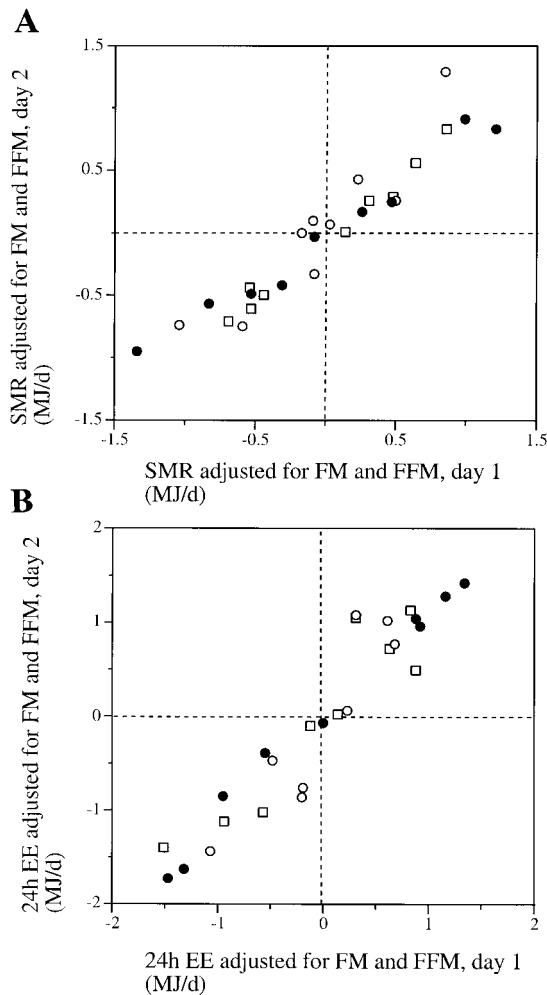 A
1.5
0.5
-0.5
-1.5
SMR adjusted for FM and FFM, day 2
(MJ/d)
-1.5
-0.5
0.5
1.5
SMR adjusted for FM and FFM, day 1
(MJ/d)
B
2
1
0
-1
-2
24h EE adjusted for FM and FFM, day 2
(MJ/d)
-2
-1
0
1
2
24h EE adjusted for FM and FFM, day 1
(MJ/d)